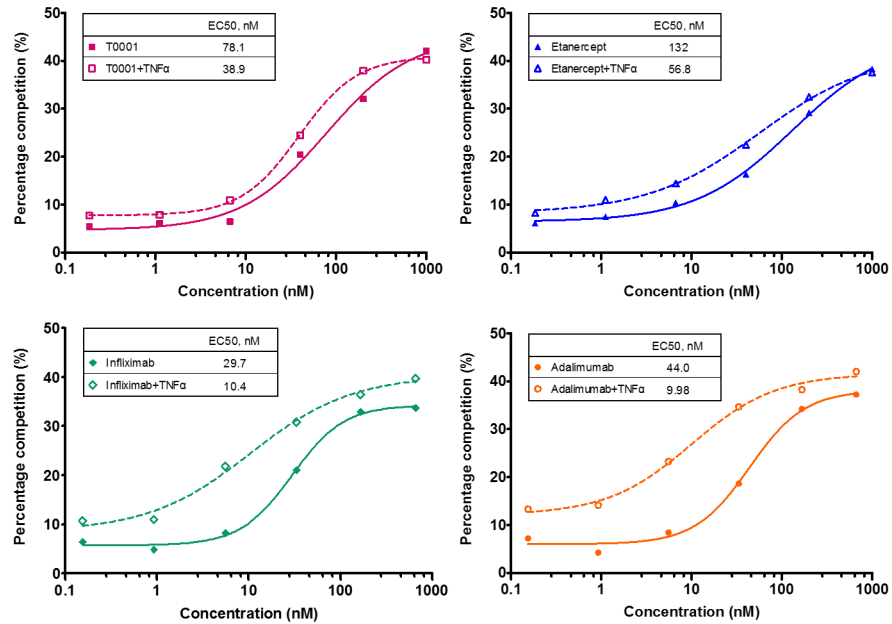 EC50, nM
T0001 78.1
T0001+TNFα 38.9
Percentage competition (%)
50
40
30
20
10
0
0.1 1 10 100 1000
Concentration (nM)
EC50, nM
Etanercept 132
Etanercept+TNFα 56.8
Percentage competition (%)
50
40
30
20
10
0
0.1 1 10 100 1000
Concentration (nM)
EC50, nM
Infliximab 29.7
Infliximab+TNFα 10.4
Percentage competition (%)
50
40
30
20
10
0
0.1 1 10 100 1000
Concentration (nM)
EC50, nM
Adalimumab 44.0
Adalimumab+TNFα 9.98
Percentage competition (%)
50
40
30
20
10
0
0.1 1 10 100 1000
Concentration (nM)